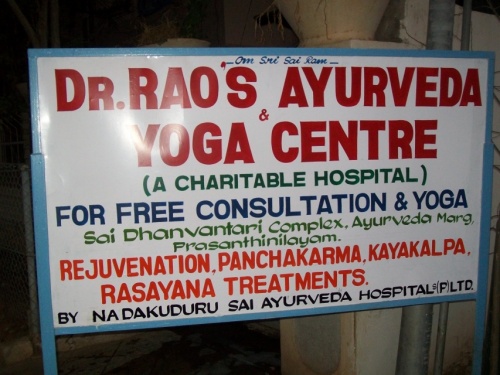 Om Sri Sai Ram
DR.RAO'S AYURVEDA
&
YOGA CENTRE
(A CHARITABLE HOSPITAL)
FOR FREE CONSULTATION & YOGA
Sai Dhanvantari Complex, Ayurveda Marg,
Prasanthinilayam.
REJUVENATION, PANCHAKARMA, KAYAKALPA,
RASAYANA TREATMENTS.
BY NADAKUDURU SAI AYURVEDA HOSPITALS(P)LTD.